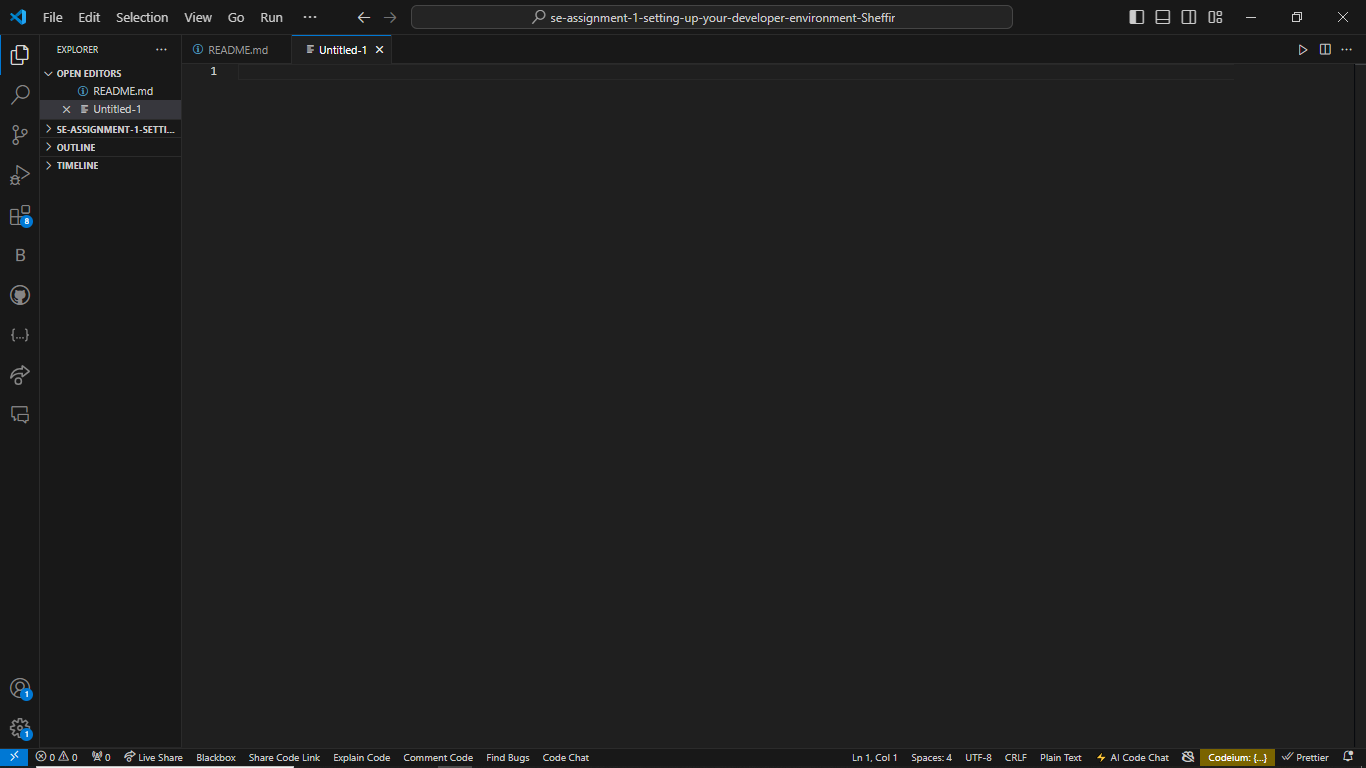 File Edit Selection View Go Run ···
se-assignment-1-setting-up-your-developer-environment-Sheffir
EXPLORER ···
README.md
Untitled-1
OPEN EDITORS
README.md
Untitled-1
SE-ASSIGNMENT-1-SETTI...
OUTLINE
TIMELINE
1
8
B
{...}
1
1
0 0 0 Live Share Blackbox Share Code Link Explain Code Comment Code Find Bugs Code Chat Ln 1, Col 1 Spaces: 4 UTF-8 CRLF Plain Text AI Code Chat Codeium: {...} Prettier